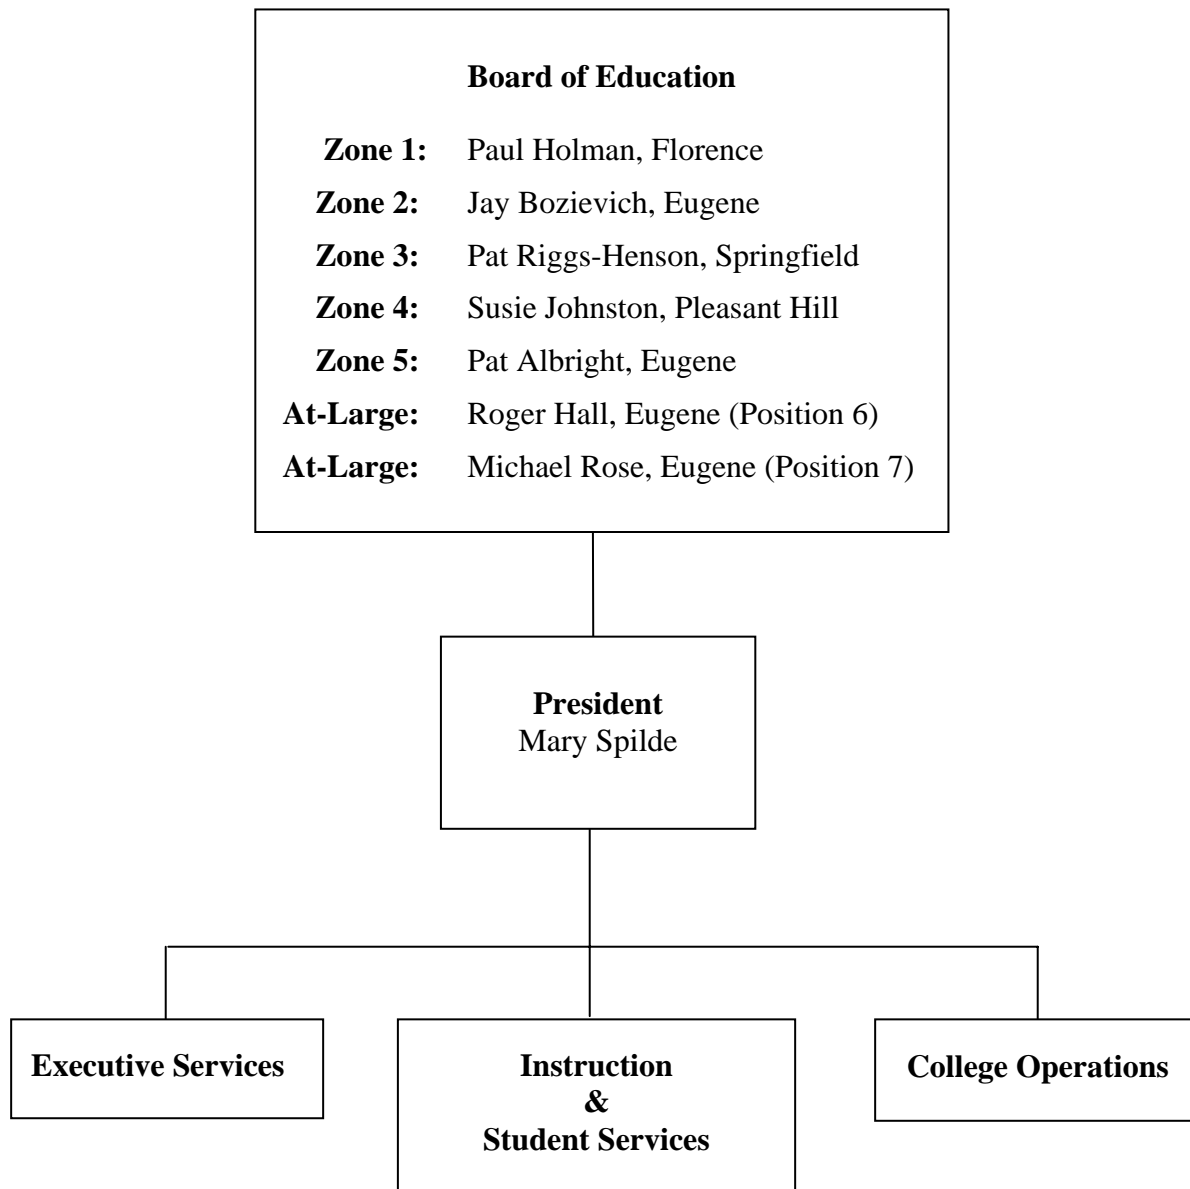 Board of Education
Zone 1: Paul Holman, Florence
Zone 2: Jay Bozievich, Eugene
Zone 3: Pat Riggs-Henson, Springfield
Zone 4: Susie Johnston, Pleasant Hill
Zone 5: Pat Albright, Eugene
At-Large: Roger Hall, Eugene (Position 6)
At-Large: Michael Rose, Eugene (Position 7)
President
Mary Spilde
Executive Services
Instruction
&
Student Services
College Operations